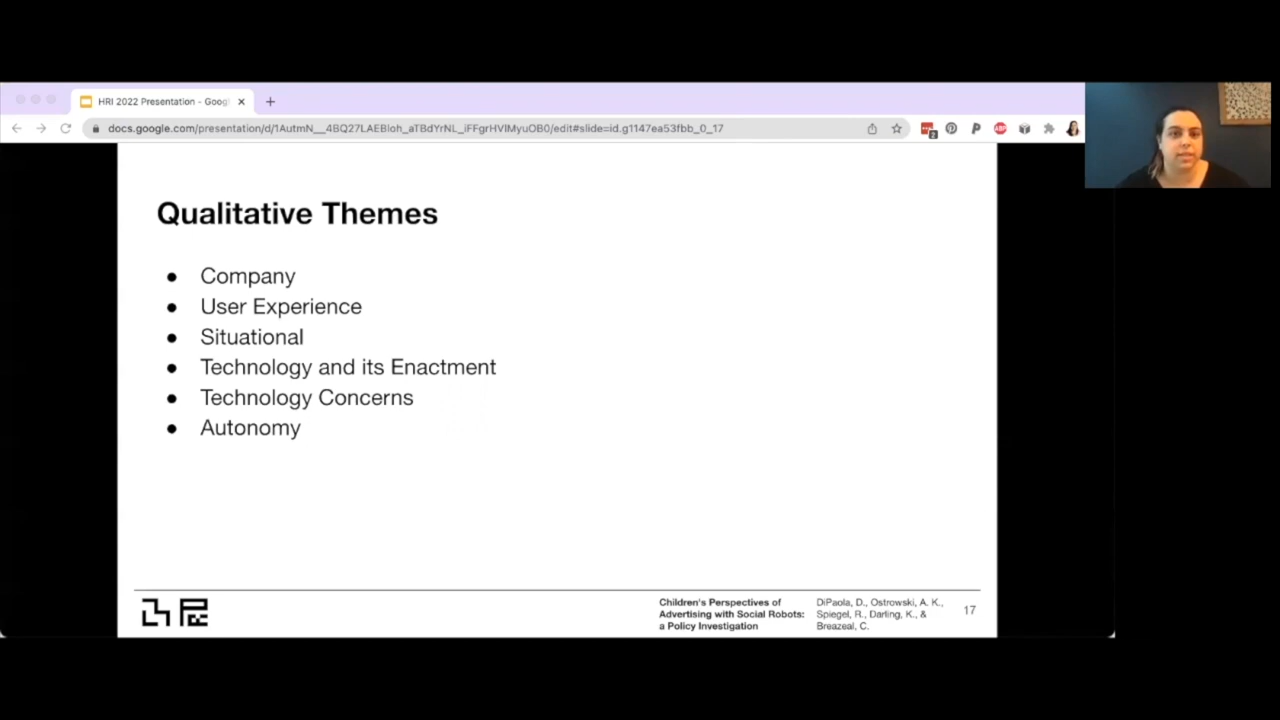 HRI 2022 Presentation - Googl
docs.google.com/presentation/d/1AutmN__4BQ27LAEBloh_aTBdYrNL_iFFgrHVlMyuOB0/edit#slide=id.g1147ea53fbb_0_17
2
ABP
Qualitative Themes
● Company
● User Experience
● Situational
● Technology and its Enactment
● Technology Concerns
● Autonomy
Children's Perspectives of
Advertising with Social Robots:
a Policy Investigation
DiPaola, D., Ostrowski, A. K.,
Spiegel, R., Darling, K., &
Breazeal, C.
17